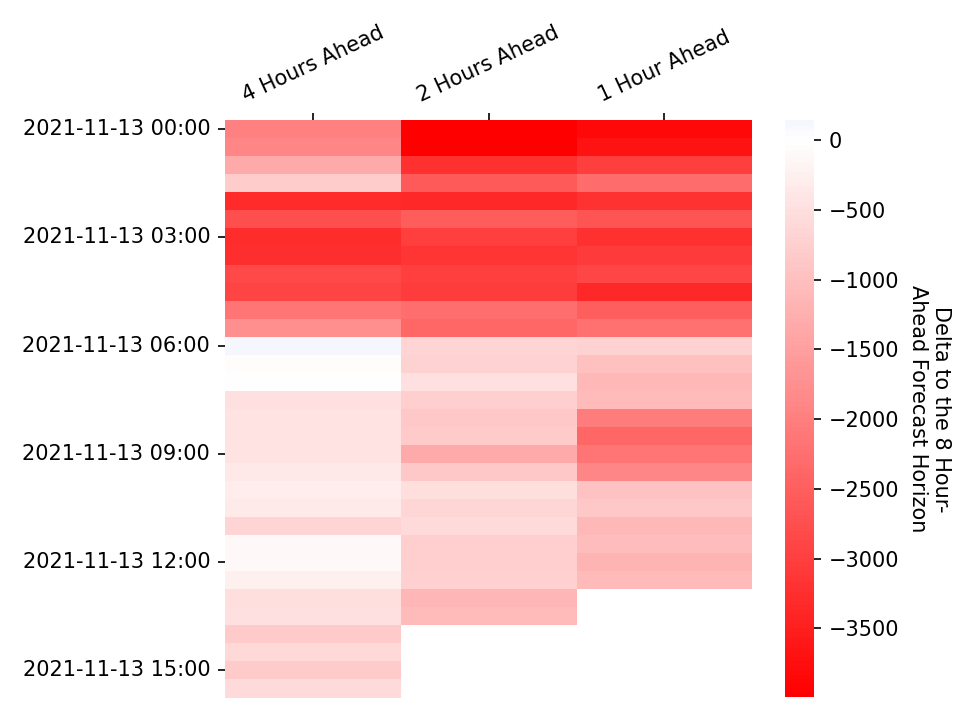 4 Hours Ahead
2 Hours Ahead
1 Hour Ahead
2021-11-13 00:00
2021-11-13 03:00
2021-11-13 06:00
2021-11-13 09:00
2021-11-13 12:00
2021-11-13 15:00
0
−500
−1000
−1500
−2000
−2500
−3000
−3500
Delta to the 8 Hour-
Ahead Forecast Horizon